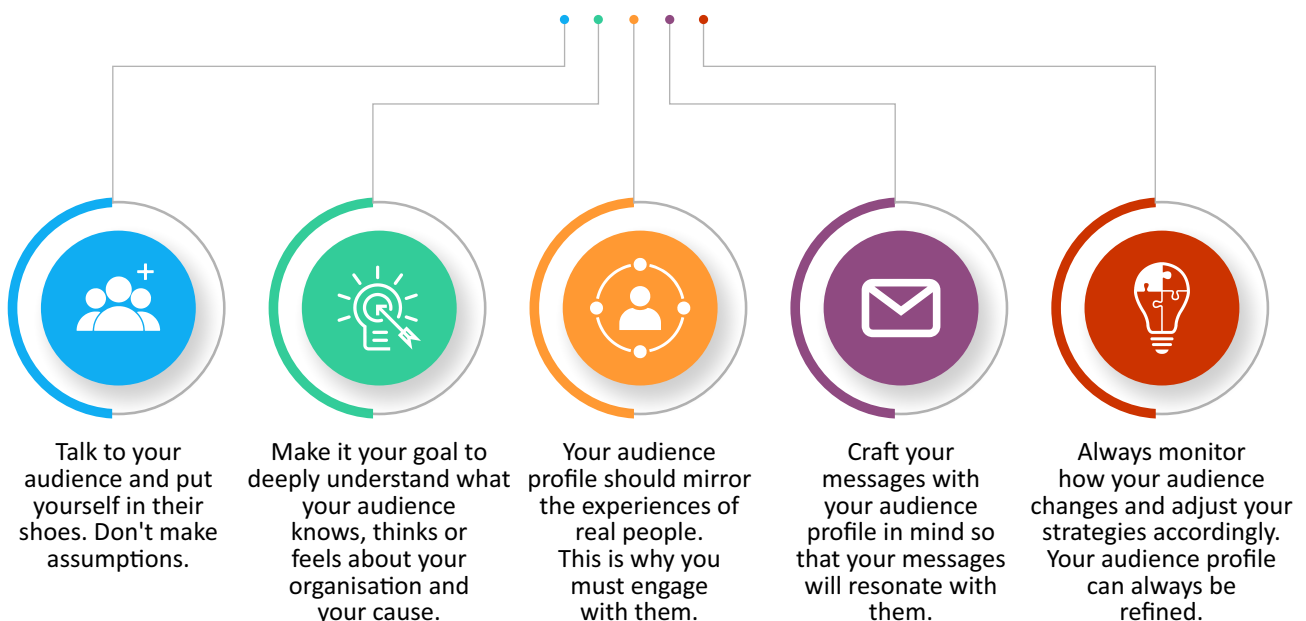 Talk to your
audience and put
yourself in their
shoes. Don't make
assumptions.
Make it your goal to
deeply understand what
your audience
knows, thinks or
feels about your
organisation and
your cause.
Your audience
profile should mirror
the experiences of
real people.
This is why you
must engage
with them.
Craft your
messages with
your audience
profile in mind so
that your messages
will resonate with
them.
Always monitor
how your audience
changes and adjust your
strategies accordingly.
Your audience profile
can always be
refined.